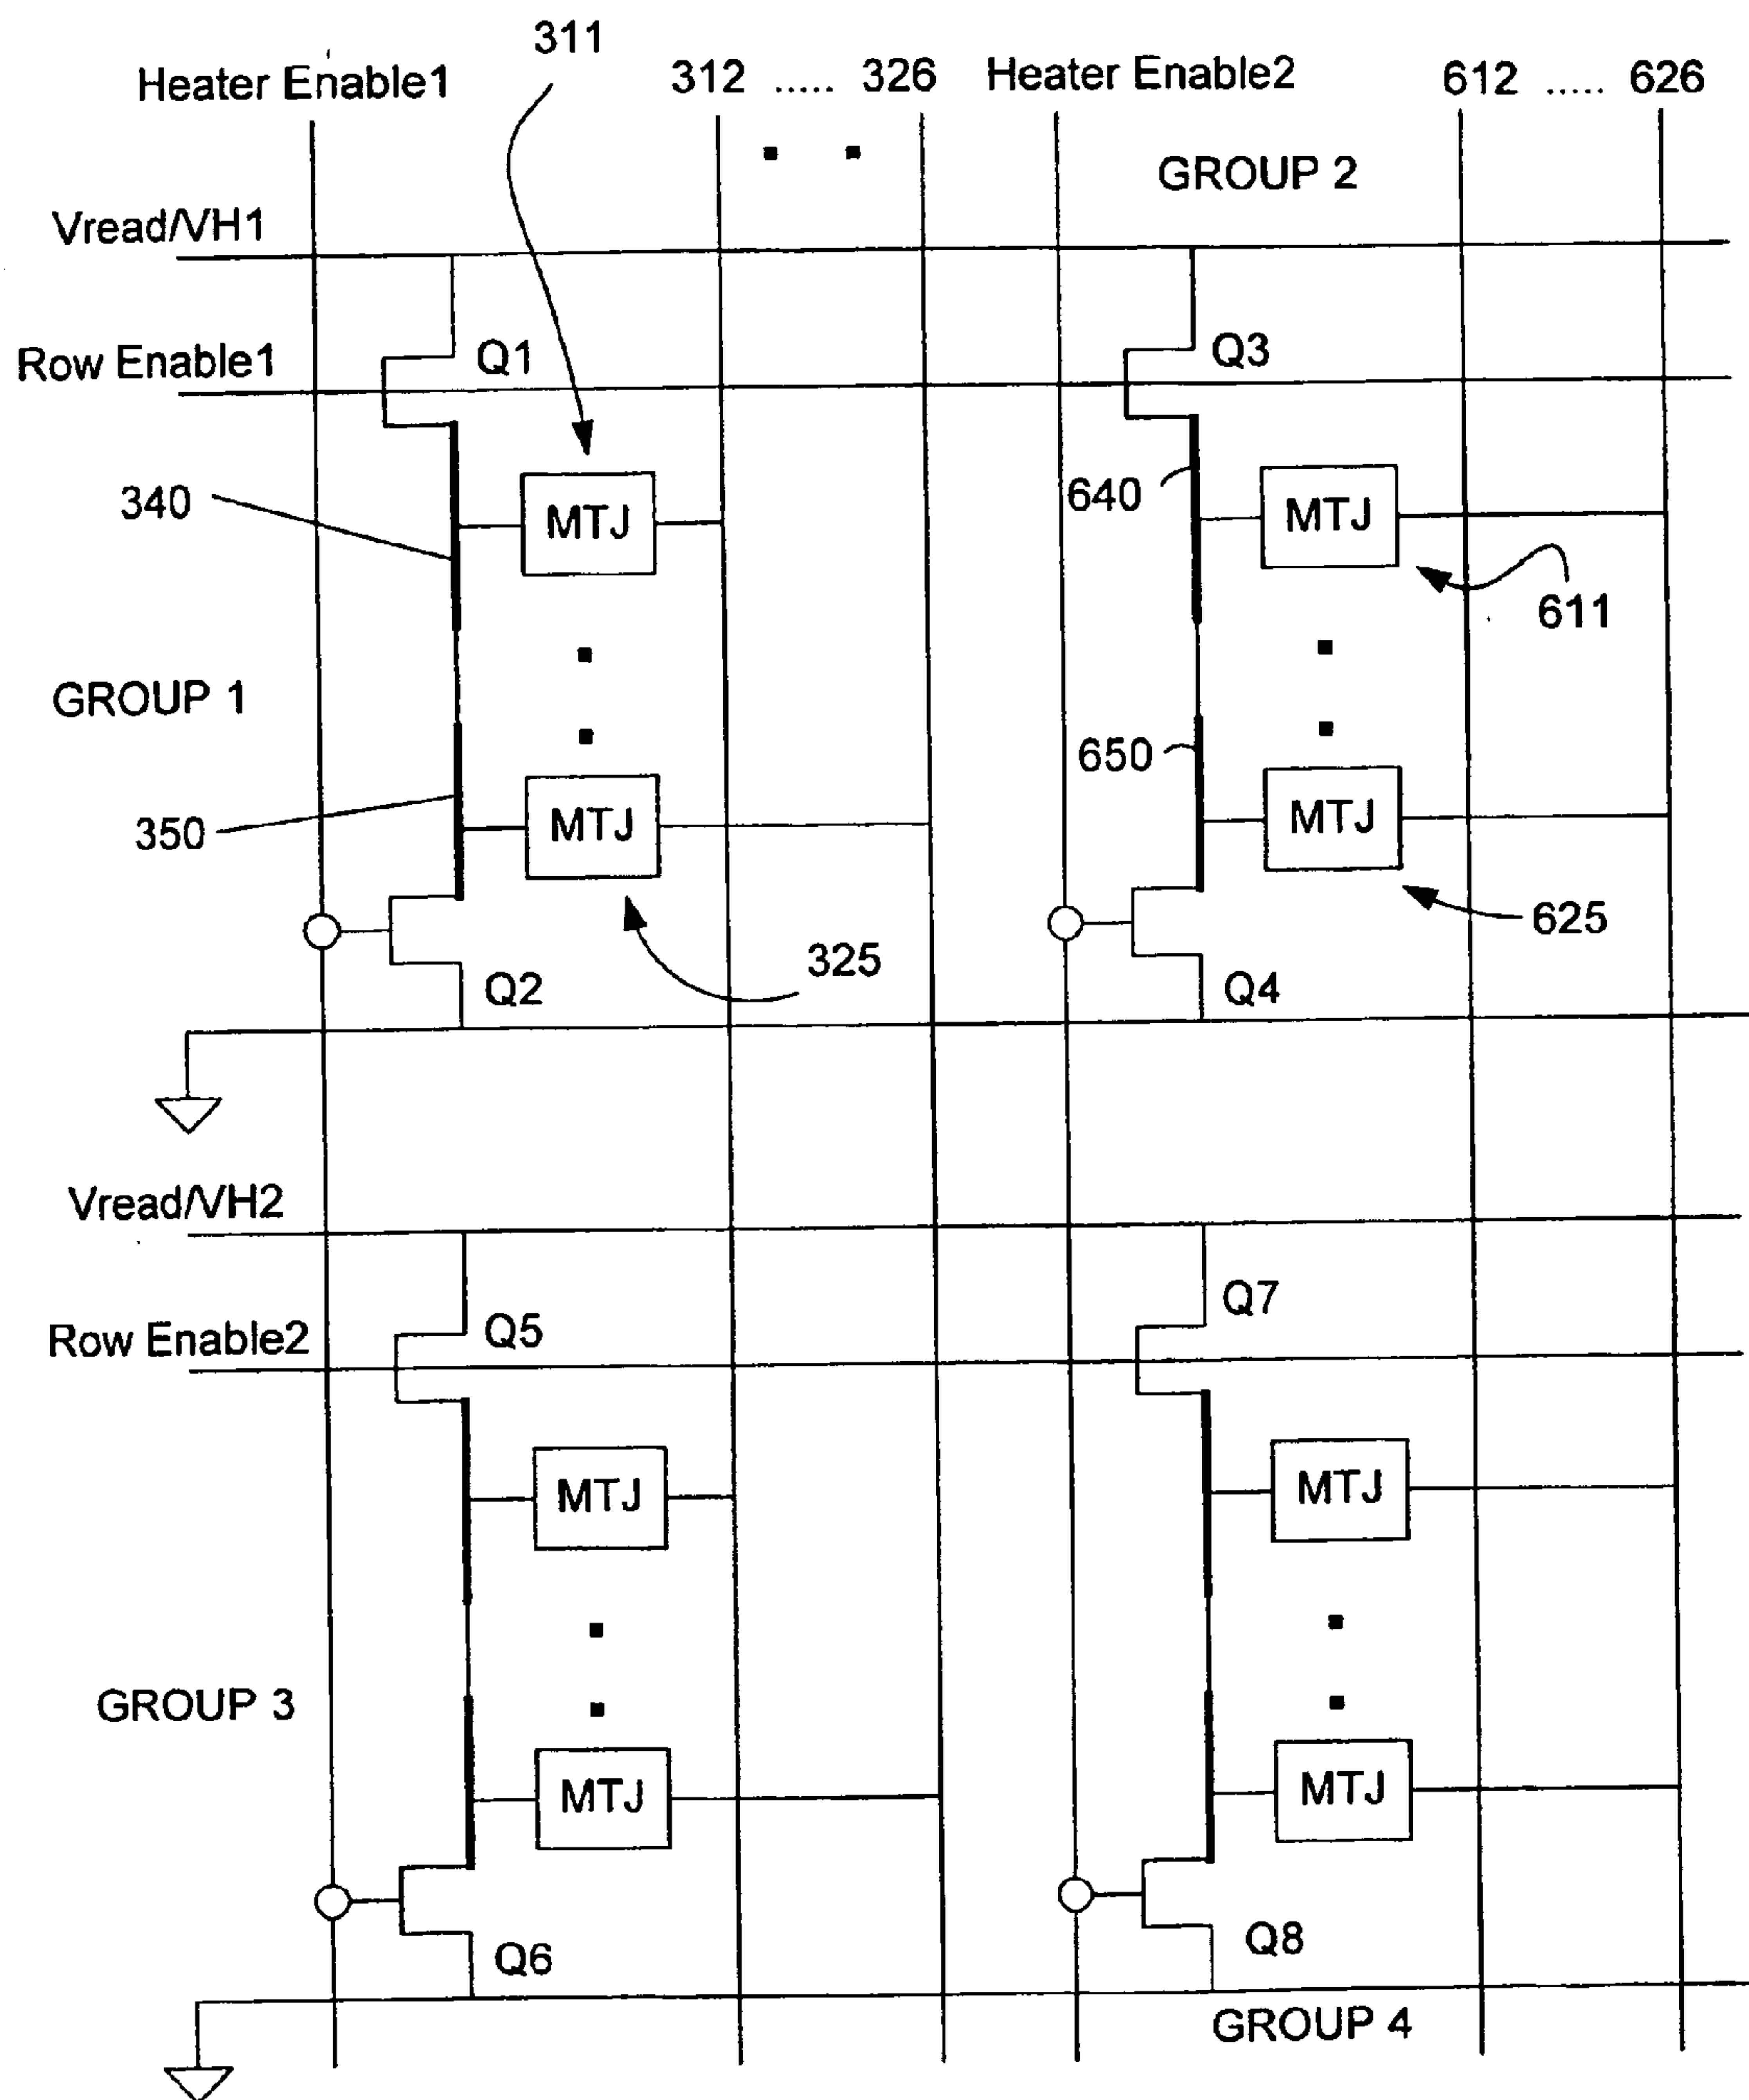 311
Heater Enable1
312 ..... 326
Heater Enable2
612 ..... 626
GROUP 2
Vread/VH1
Row Enable1
Q1
Q3
340
MTJ
640
MTJ
611
GROUP 1
350
MTJ
650
MTJ
625
325
Q2
Q4
Vread/VH2
Row Enable2
Q5
Q7
MTJ
MTJ
GROUP 3
MTJ
MTJ
Q6
Q8
GROUP 4